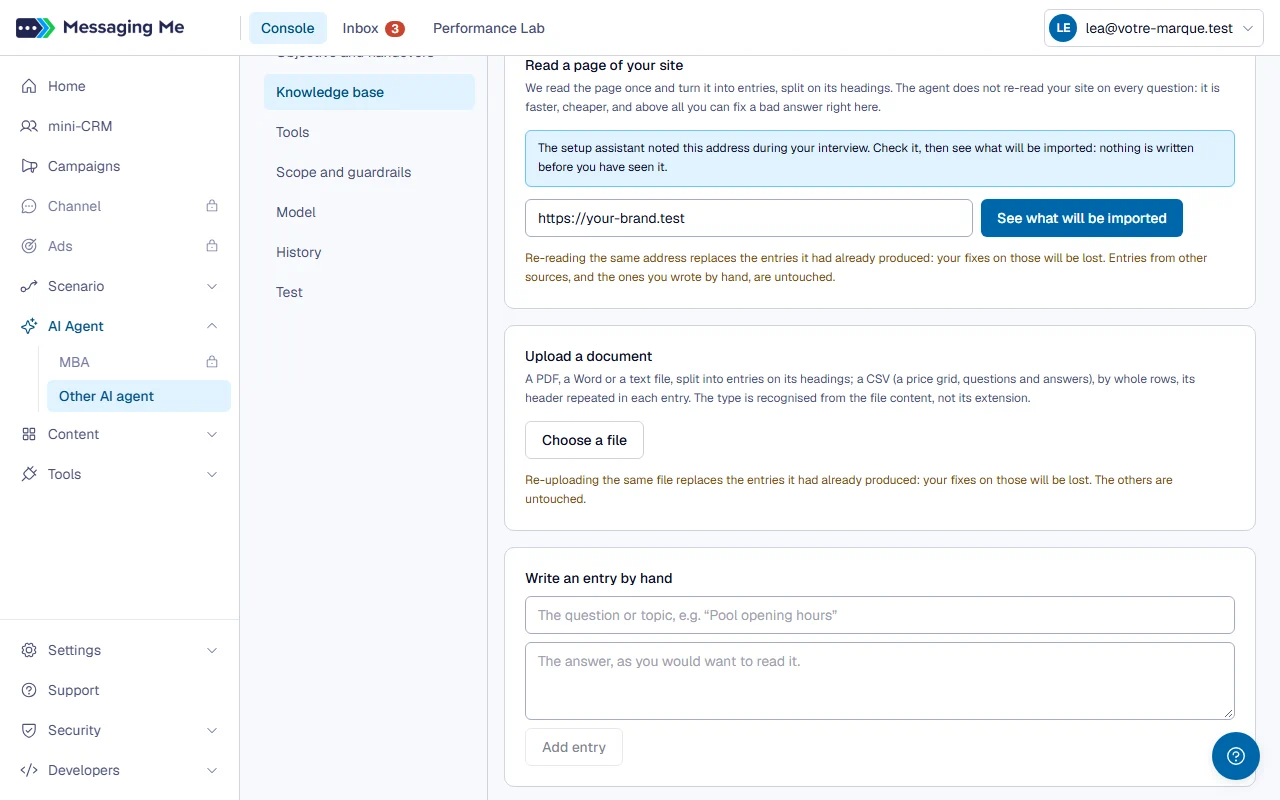 Messaging Me
Console
Inbox 3
Performance Lab
LE lea@votre-marque.test
Home
mini-CRM
Campaigns
Channel
Ads
Scenario
AI Agent
MBA
Other AI agent
Content
Tools
Settings
Support
Security
Developers
Objective and handovers
Knowledge base
Tools
Scope and guardrails
Model
History
Test
Read a page of your site
We read the page once and turn it into entries, split on its headings. The agent does not re-read your site on every question: it is
faster, cheaper, and above all you can fix a bad answer right here.
The setup assistant noted this address during your interview. Check it, then see what will be imported: nothing is written
before you have seen it.
https://your-brand.test
See what will be imported
Re-reading the same address replaces the entries it had already produced: your fixes on those will be lost. Entries from other
sources, and the ones you wrote by hand, are untouched.
Upload a document
A PDF, a Word or a text file, split into entries on its headings; a CSV (a price grid, questions and answers), by whole rows, its
header repeated in each entry. The type is recognised from the file content, not its extension.
Choose a file
Re-uploading the same file replaces the entries it had already produced: your fixes on those will be lost. The others are
untouched.
Write an entry by hand
The question or topic, e.g. “Pool opening hours”
The answer, as you would want to read it.
Add entry